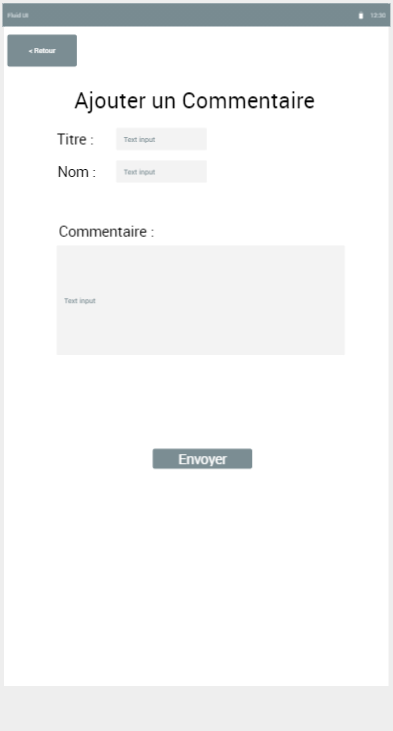 Fluid UI 12:30
< Retour
Ajouter un Commentaire
Titre : Text input
Nom : Text input
Commentaire :
Text input
Envoyer